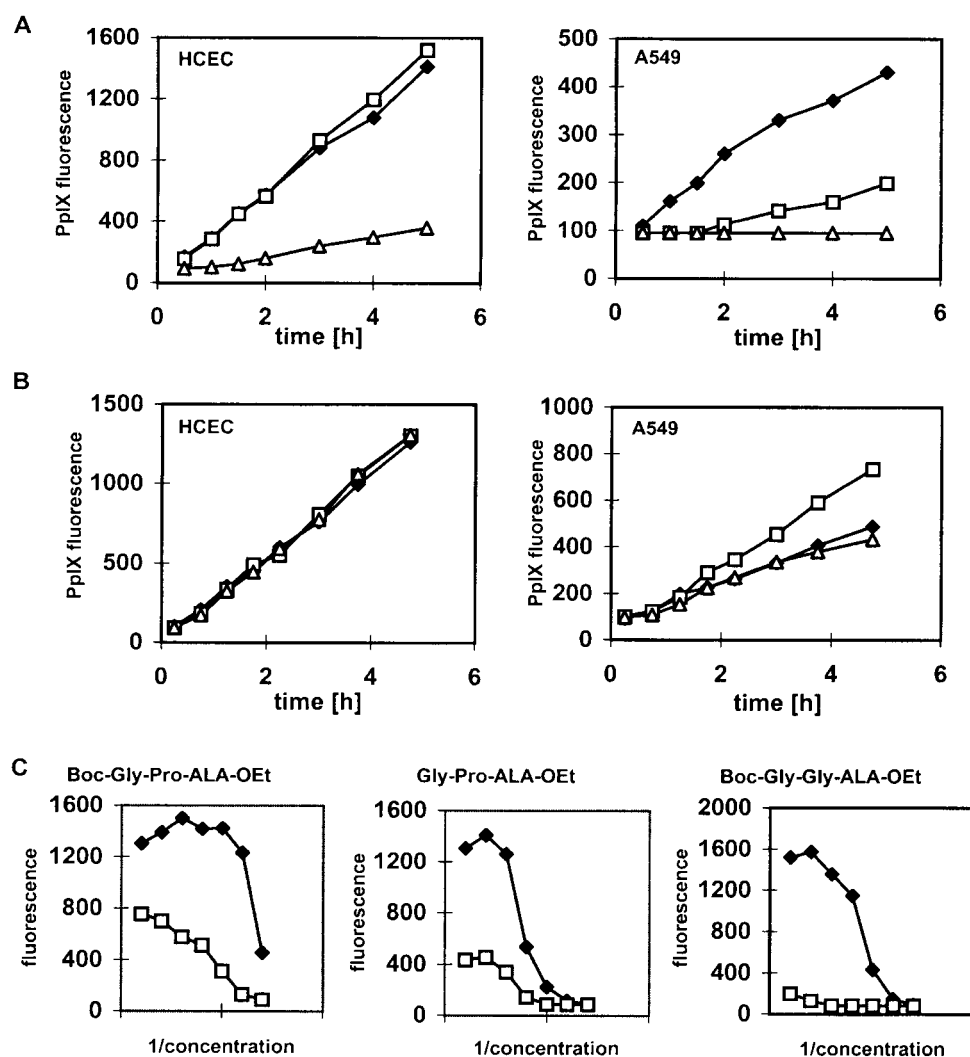 A
HCEC
A549
PpIX fluorescence
1600
1200
800
400
0
0 2 4 6
time [h]
PpIX fluorescence
500
400
300
200
100
0
0 2 4 6
time [h]
B
HCEC
A549
PpIX fluorescence
1500
1000
500
0
0 2 4 6
time [h]
PpIX fluorescence
1000
800
600
400
200
0
0 2 4 6
time [h]
C
Boc-Gly-Pro-ALA-OEt
Gly-Pro-ALA-OEt
Boc-Gly-Gly-ALA-OEt
fluorescence
1600
1200
800
400
0
1/concentration
fluorescence
1600
1200
800
400
0
1/concentration
fluorescence
2000
1600
1200
800
400
0
1/concentration